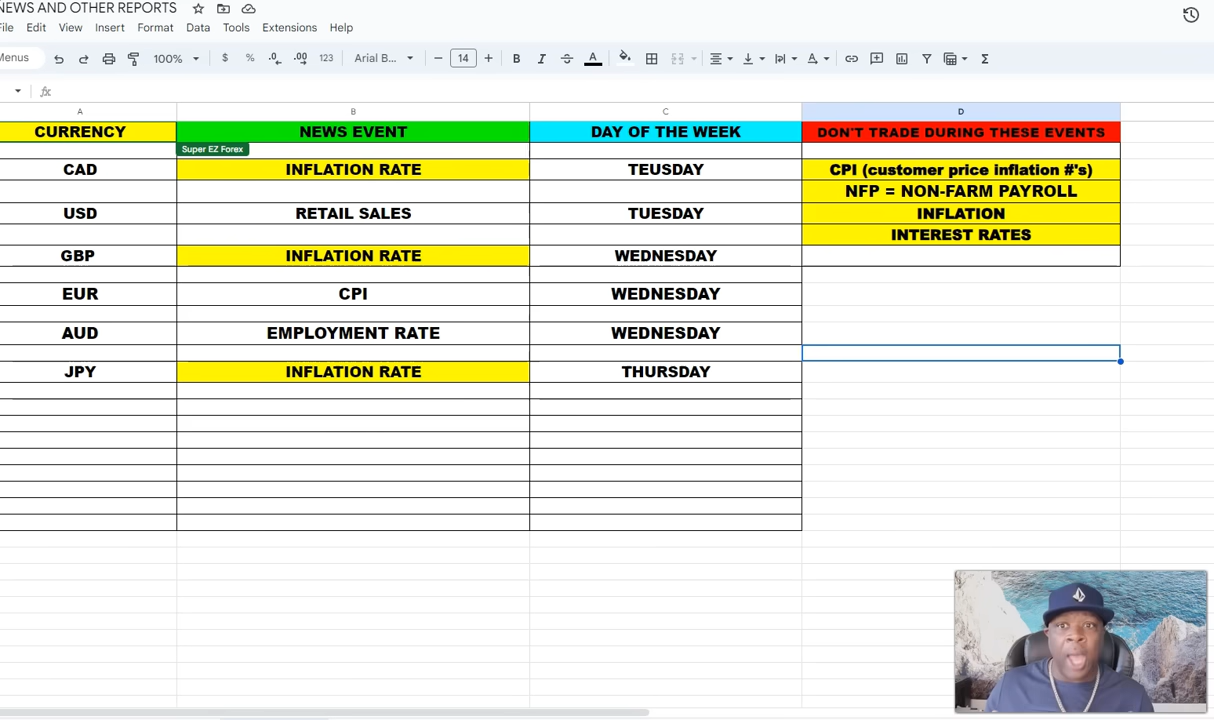 NEWS AND OTHER REPORTS
File Edit View Insert Format Data Tools Extensions Help
Menus 100% $ % .0 .00 123 Arial B... − 14 + B I A A Σ
fx
A B C D
CURRENCY NEWS EVENT DAY OF THE WEEK DON'T TRADE DURING THESE EVENTS
Super EZ Forex
CAD INFLATION RATE TEUSDAY CPI (customer price inflation #'s)
NFP = NON-FARM PAYROLL
USD RETAIL SALES TUESDAY INFLATION
INTEREST RATES
GBP INFLATION RATE WEDNESDAY
EUR CPI WEDNESDAY
AUD EMPLOYMENT RATE WEDNESDAY
JPY INFLATION RATE THURSDAY